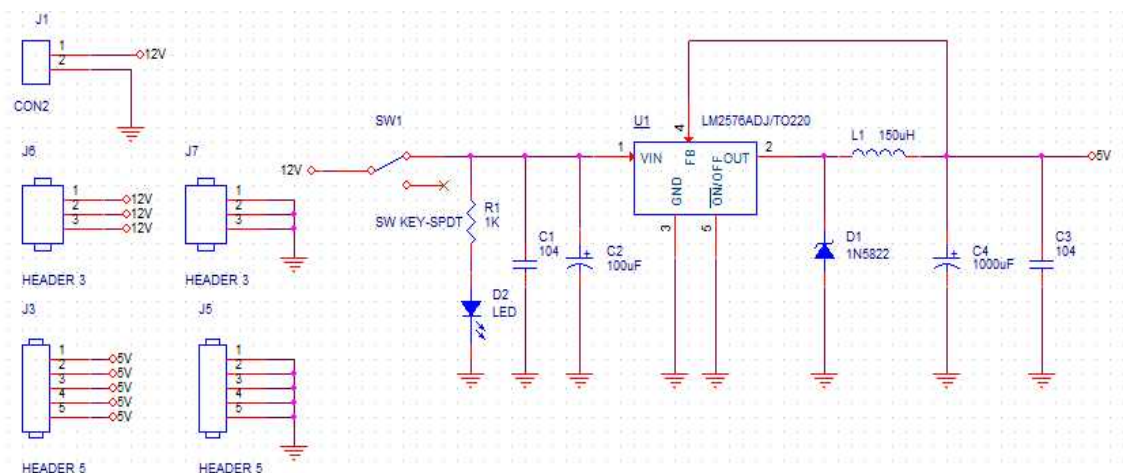 J1
1
2
12V
CON2
J6
1
2
3
12V
12V
12V
HEADER 3
J7
1
2
3
HEADER 3
J3
1
2
3
4
5
5V
5V
5V
5V
5V
HEADER 5
J5
1
2
3
4
5
HEADER 5
SW1
12V
SW KEY-SPDT
R1
1K
D2
LED
C1
104
C2
100uF
U1
LM2576ADJ/TO220
1
VIN
4
FB
OUT
2
GND
ON/OFF
3
5
D1
1N5822
L1 150uH
C4
1000uF
C3
104
5V